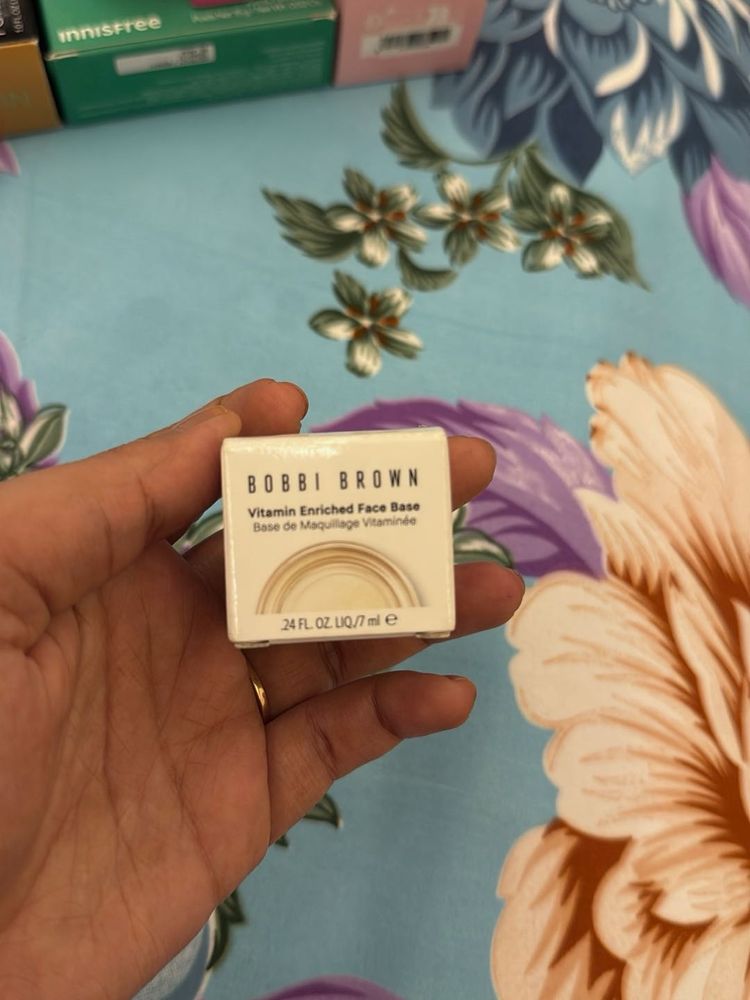 innisfree
BOBBI BROWN
Vitamin Enriched Face Base
Base de Maquillage Vitaminée
.24 FL. OZ. LIQ./7 ml ℮